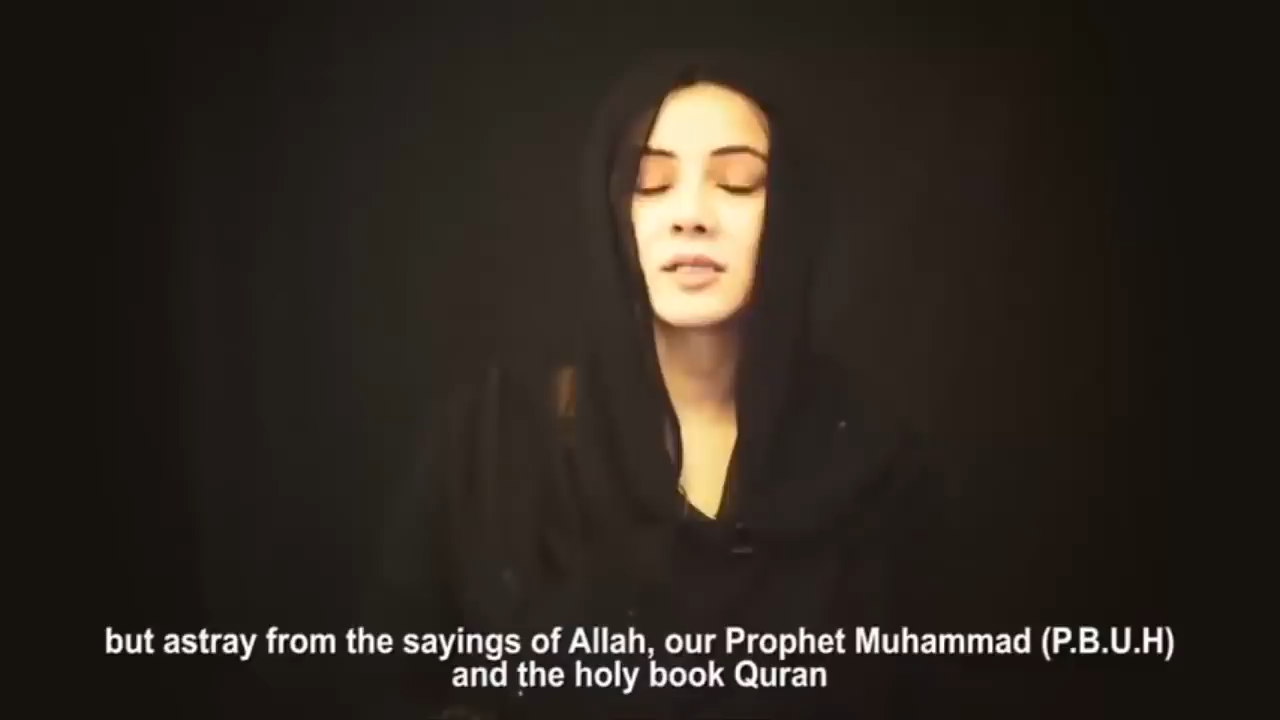 but astray from the sayings of Allah, our Prophet Muhammad (P.B.U.H)
and the holy book Quran